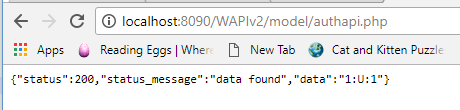 localhost:8090/WAPIv2/model/authapi.php
Apps Reading Eggs | Where New Tab Cat and Kitten Puzzle
{"status":200,"status_message":"data found","data":"1:U:1"}